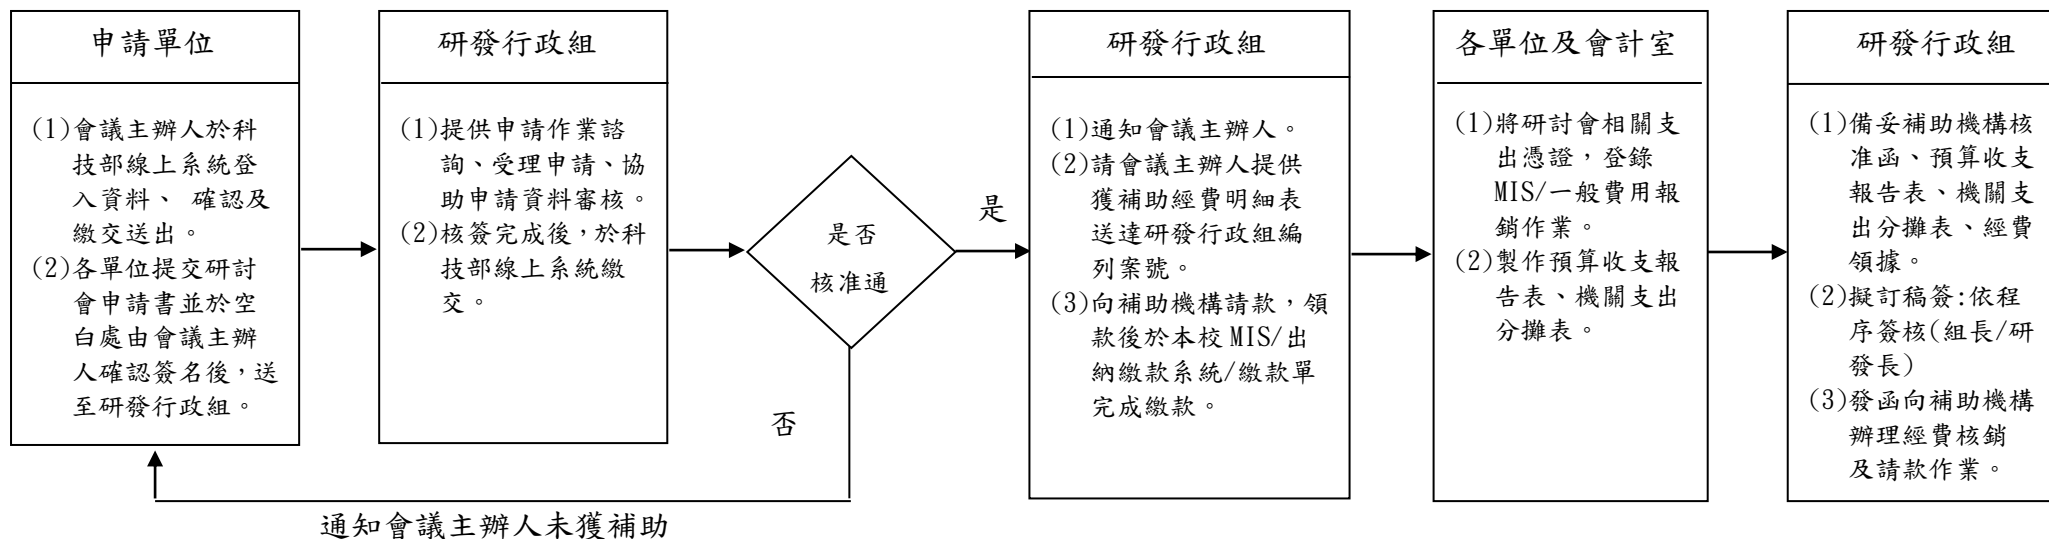 申請單位
(1)會議主辦人於科
技部線上系統登
入資料、 確認及
繳交送出。
(2)各單位提交研討
會申請書並於空
白處由會議主辦
人確認簽名後,送
至研發行政組。
研發行政組
(1)提供申請作業諮
詢、受理申請、協
助申請資料審核。
(2)核簽完成後,於科
技部線上系統繳
交。
是否
核准通
是
否
通知會議主辦人未獲補助
研發行政組
(1)通知會議主辦人。
(2)請會議主辦人提供
獲補助經費明細表
送達研發行政組編
列案號。
(3)向補助機構請款,領
款後於本校 MIS/出
納繳款系統/繳款單
完成繳款。
各單位及會計室
(1)將研討會相關支
出憑證,登錄
MIS/一般費用報
銷作業。
(2)製作預算收支報
告表、機關支出
分攤表。
研發行政組
(1)備妥補助機構核
准函、預算收支
報告表、機關支
出分攤表、經費
領據。
(2)擬訂稿簽:依程
序簽核(組長/研
發長)
(3)發函向補助機構
辦理經費核銷
及請款作業。